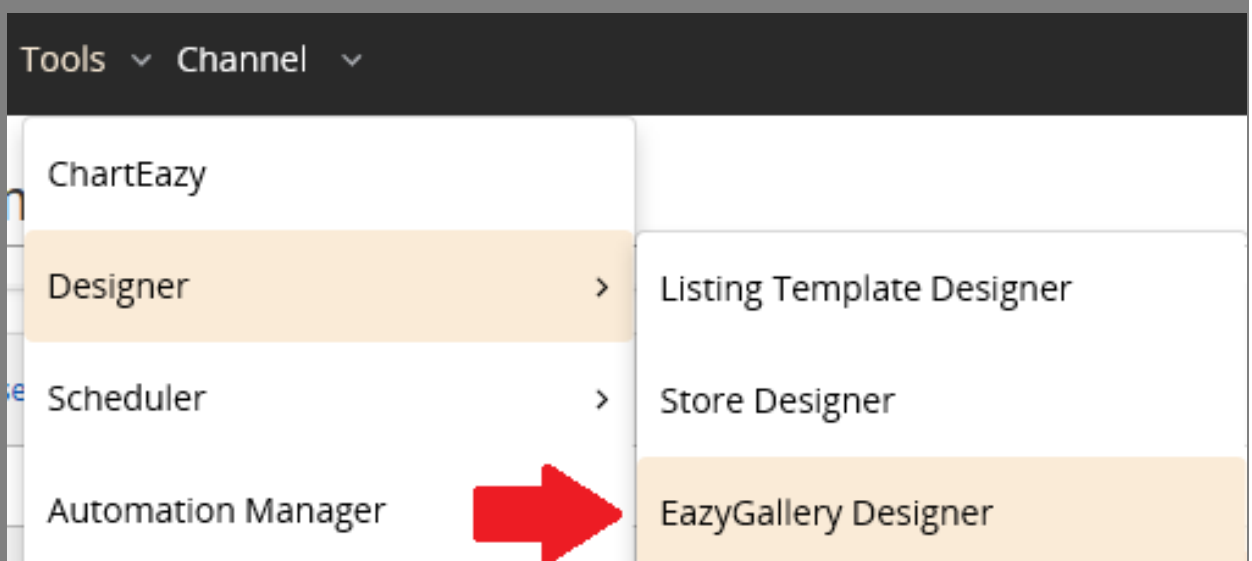 Tools Channel
ChartEazy
Designer
Listing Template Designer
Scheduler
Store Designer
Automation Manager
EazyGallery Designer